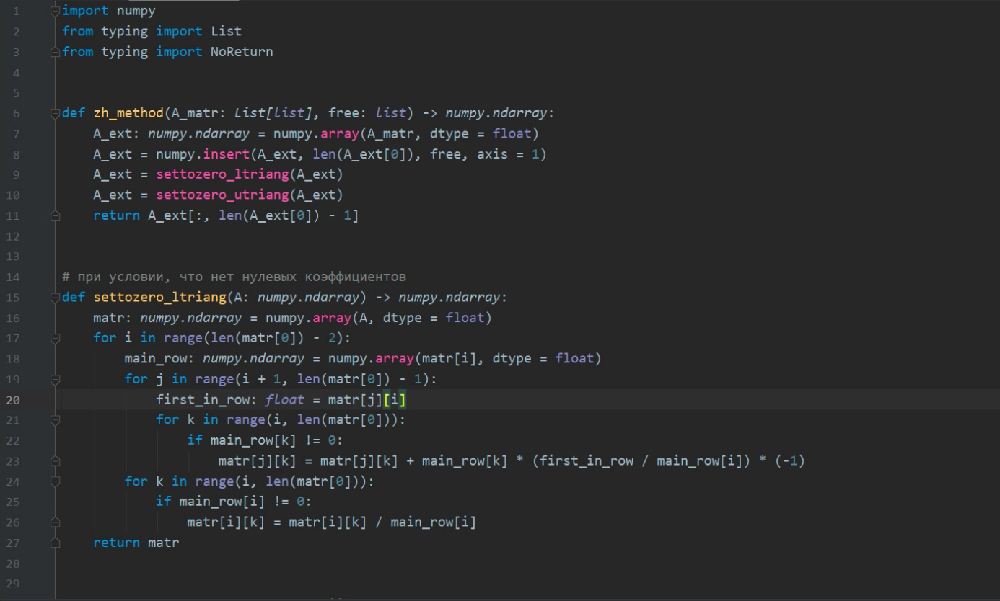 1 import numpy
2 from typing import List
3 from typing import NoReturn
4
5
6 def zh_method(A_matr: List[list], free: list) -> numpy.ndarray:
7     A_ext: numpy.ndarray = numpy.array(A_matr, dtype = float)
8     A_ext = numpy.insert(A_ext, len(A_ext[0]), free, axis = 1)
9     A_ext = settozero_ltriang(A_ext)
10     A_ext = settozero_utriang(A_ext)
11     return A_ext[:, len(A_ext[0]) - 1]
12
13
14 # при условии, что нет нулевых коэффициентов
15 def settozero_ltriang(A: numpy.ndarray) -> numpy.ndarray:
16     matr: numpy.ndarray = numpy.array(A, dtype = float)
17     for i in range(len(matr[0]) - 2):
18         main_row: numpy.ndarray = numpy.array(matr[i], dtype = float)
19         for j in range(i + 1, len(matr[0]) - 1):
20             first_in_row: float = matr[j][i]
21             for k in range(i, len(matr[0])):
22                 if main_row[k] != 0:
23                     matr[j][k] = matr[j][k] + main_row[k] * (first_in_row / main_row[i]) * (-1)
24         for k in range(i, len(matr[0])):
25             if main_row[i] != 0:
26                 matr[i][k] = matr[i][k] / main_row[i]
27     return matr
28
29